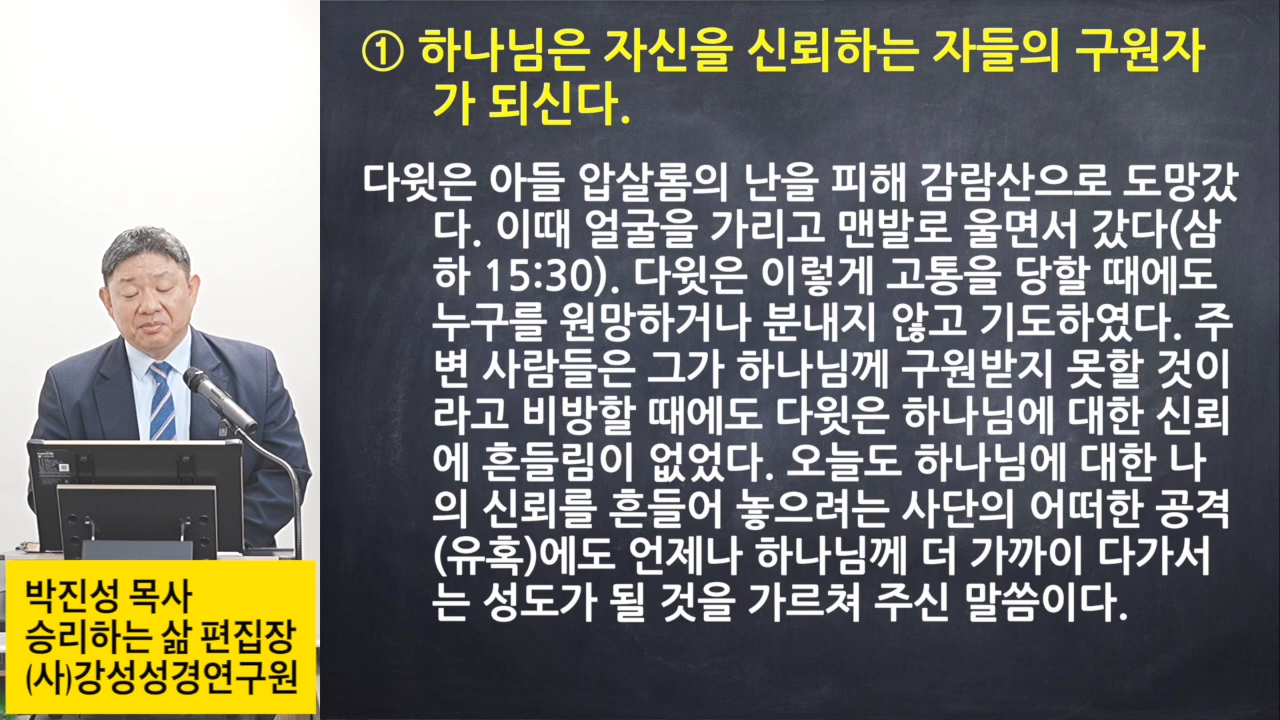 ① 하나님은 자신을 신뢰하는 자들의 구원자
가 되신다.
다윗은 아들 압살롬의 난을 피해 감람산으로 도망갔
다. 이때 얼굴을 가리고 맨발로 울면서 갔다(삼
하 15:30). 다윗은 이렇게 고통을 당할 때에도
누구를 원망하거나 분내지 않고 기도하였다. 주
변 사람들은 그가 하나님께 구원받지 못할 것이
라고 비방할 때에도 다윗은 하나님에 대한 신뢰
에 흔들림이 없었다. 오늘도 하나님에 대한 나
의 신뢰를 흔들어 놓으려는 사단의 어떠한 공격
(유혹)에도 언제나 하나님께 더 가까이 다가서
는 성도가 될 것을 가르쳐 주신 말씀이다.
박진성 목사
승리하는 삶 편집장
(사)강성성경연구원